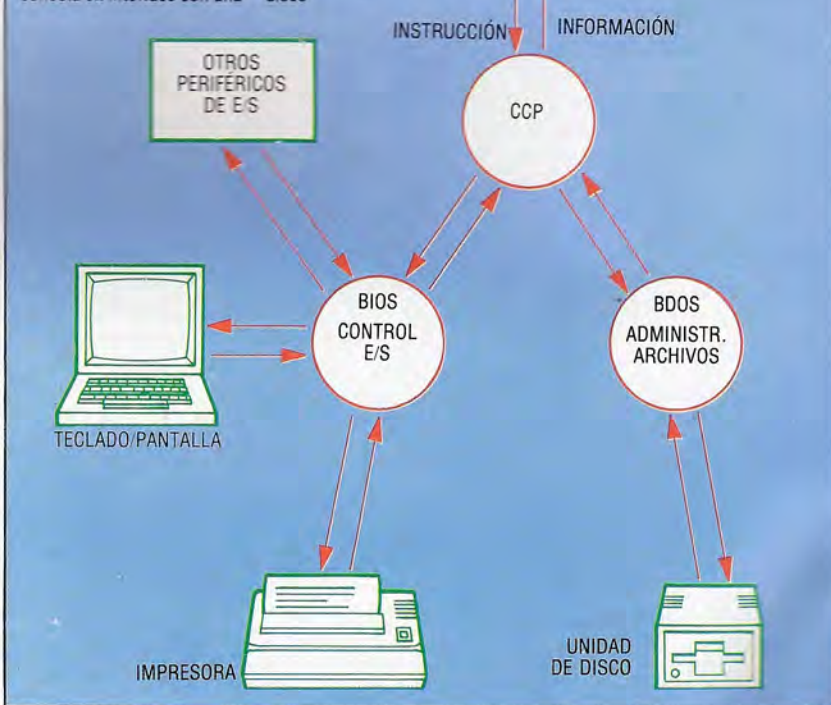 INSTRUCCIÓN
INFORMACIÓN
OTROS
PERIFÉRICOS
DE E/S
CCP
BIOS
CONTROL
E/S
BDOS
ADMINISTR.
ARCHIVOS
TECLADO/PANTALLA
IMPRESORA
UNIDAD
DE DISCO